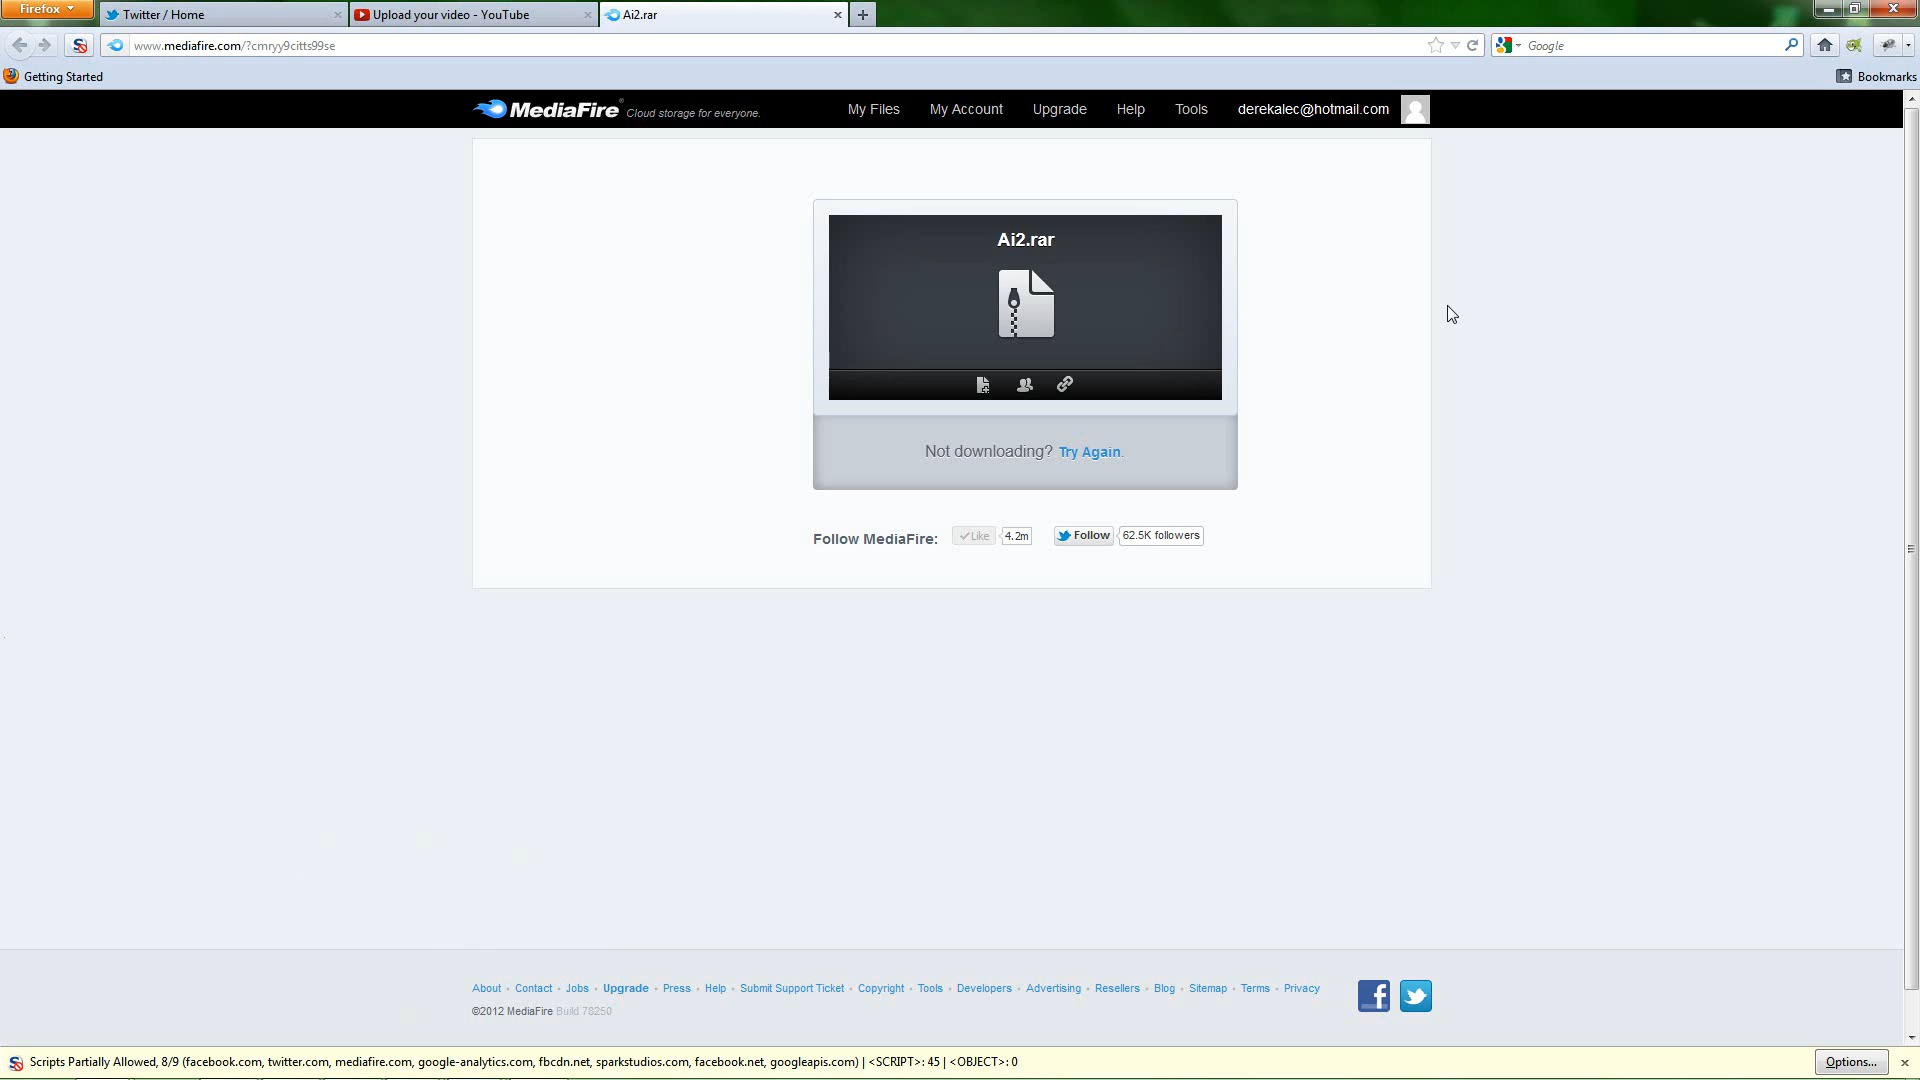 Firefox
Twitter / Home
Upload your video - YouTube
Ai2.rar
www.mediafire.com/?cmryy9citts99se
Google
Getting Started
Bookmarks
MediaFire Cloud storage for everyone.
My Files
My Account
Upgrade
Help
Tools
derekalec@hotmail.com
Ai2.rar
Not downloading? Try Again.
Follow MediaFire:
Like
4.2m
Follow
62.5K followers
About • Contact • Jobs • Upgrade • Press • Help • Submit Support Ticket • Copyright • Tools • Developers • Advertising • Resellers • Blog • Sitemap • Terms • Privacy
©2012 MediaFire Build 78250
Scripts Partially Allowed, 8/9 (facebook.com, twitter.com, mediafire.com, google-analytics.com, fbcdn.net, sparkstudios.com, facebook.net, googleapis.com) | <SCRIPT>: 45 | <OBJECT>: 0
Options...